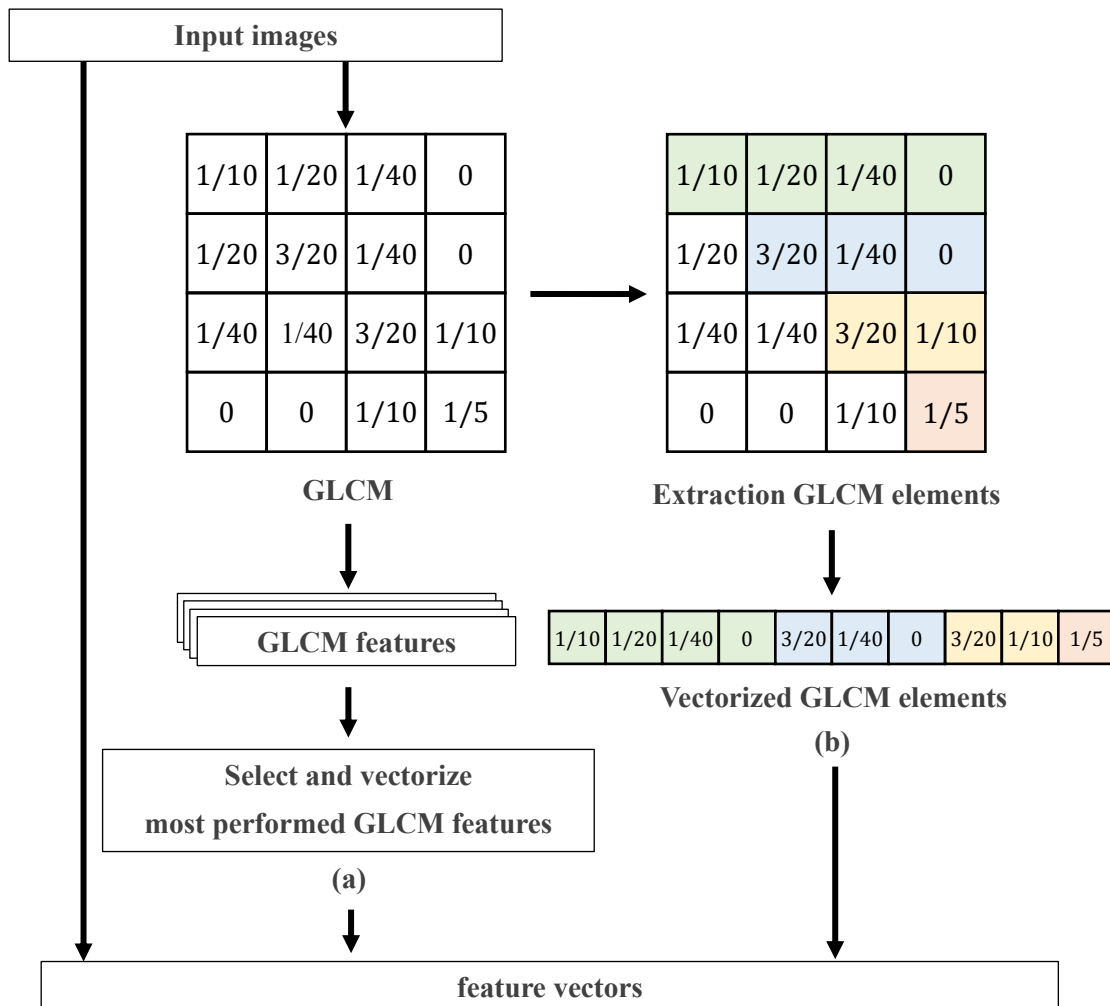 Input images
1/10 1/20 1/40 0
1/20 3/20 1/40 0
1/40 1/40 3/20 1/10
0 0 1/10 1/5
GLCM
1/10 1/20 1/40 0
1/20 3/20 1/40 0
1/40 1/40 3/20 1/10
0 0 1/10 1/5
Extraction GLCM elements
GLCM features
Select and vectorize
most performed GLCM features
(a)
1/10 1/20 1/40 0 3/20 1/40 0 3/20 1/10 1/5
Vectorized GLCM elements
(b)
feature vectors